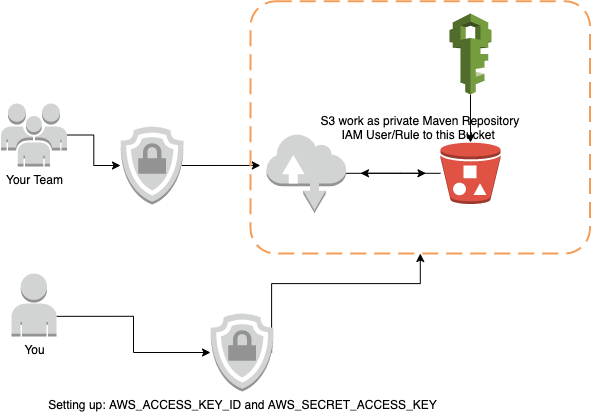 S3 work as private Maven Repository
IAM User/Rule to this Bucket
Your Team
You
Setting up: AWS_ACCESS_KEY_ID and AWS_SECRET_ACCESS_KEY